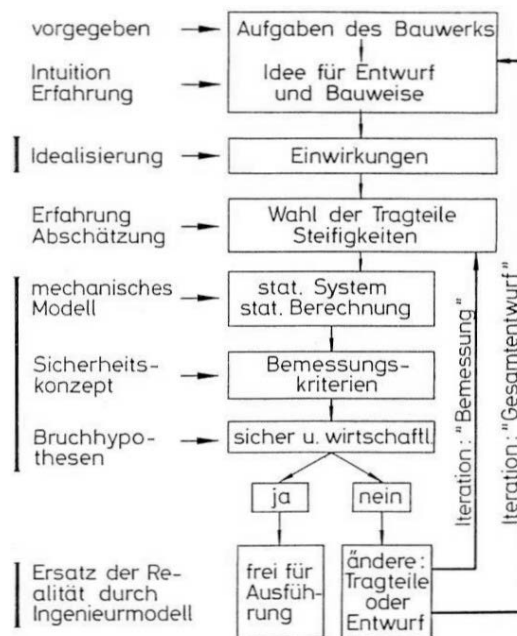 vorgegeben
Aufgaben des Bauwerks
Intuition
Erfahrung
Idee für Entwurf
und Bauweise
Idealisierung
Einwirkungen
Erfahrung
Abschätzung
Wahl der Tragteile
Steifigkeiten
mechanisches
Modell
stat. System
stat. Berechnung
Sicherheits-
konzept
Bemessungs-
kriterien
Bruchhypo-
thesen
sicher u. wirtschaftl.
ja
nein
Ersatz der Re-
alität durch
Ingenieurmodell
frei für
Ausfüh-
rung
ändere:
Tragteile
oder
Entwurf
Iteration: "Bemessung"
Iteration: "Gesamtentwurf"